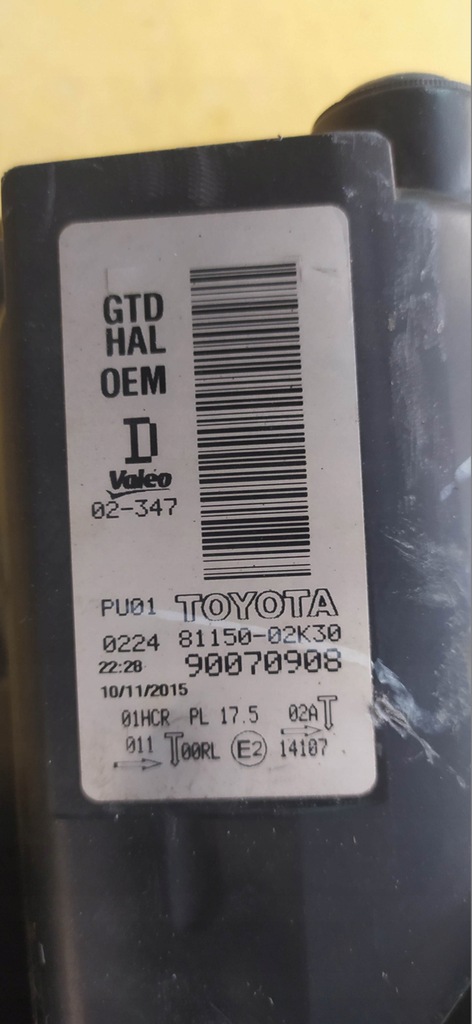 GTD
HAL
OEM
D
Valeo
02-347
PU01 TOYOTA
0224 81150-02K30
22:28 90070908
10/11/2015
01HCR PL 17.5 02A T
011 T00RL E2 14107